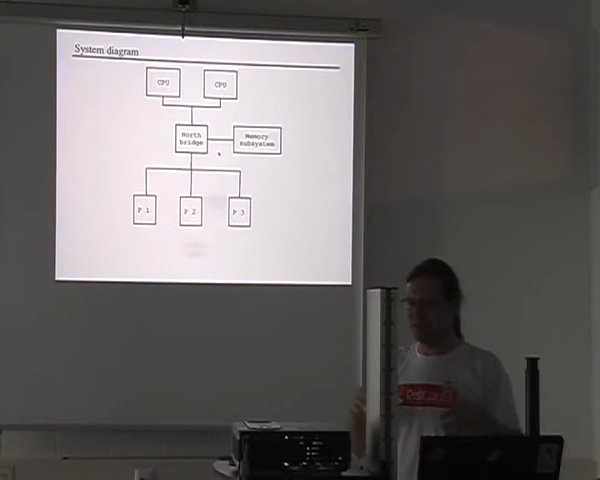 System diagram
CPU
CPU
North
bridge
Memory
subsystem
P 1
P 2
P 3